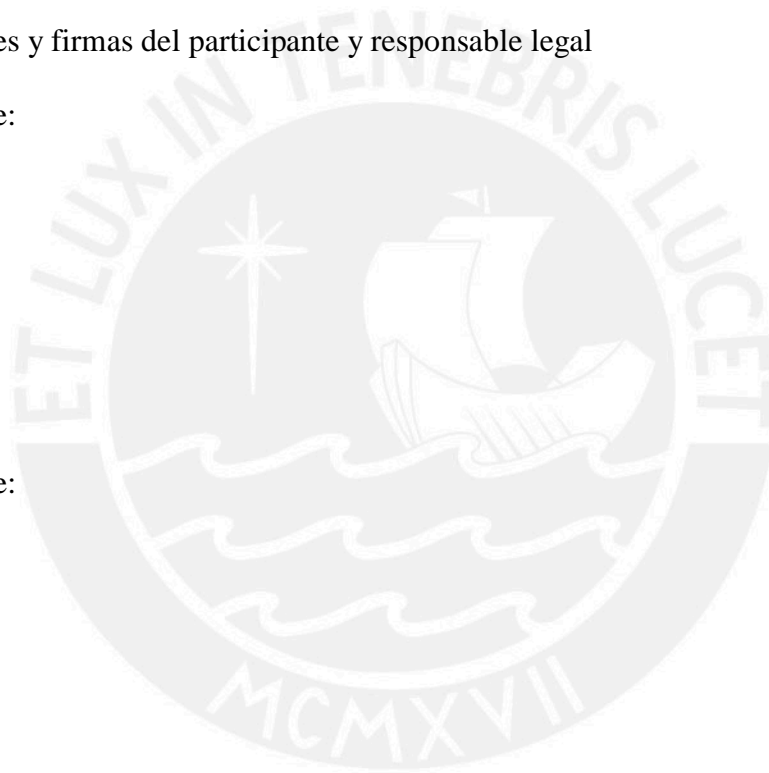 es y firmas del participante y responsable legal
e:
ET LUX IN TENEBRIS LUCET
e:
MCMXVII